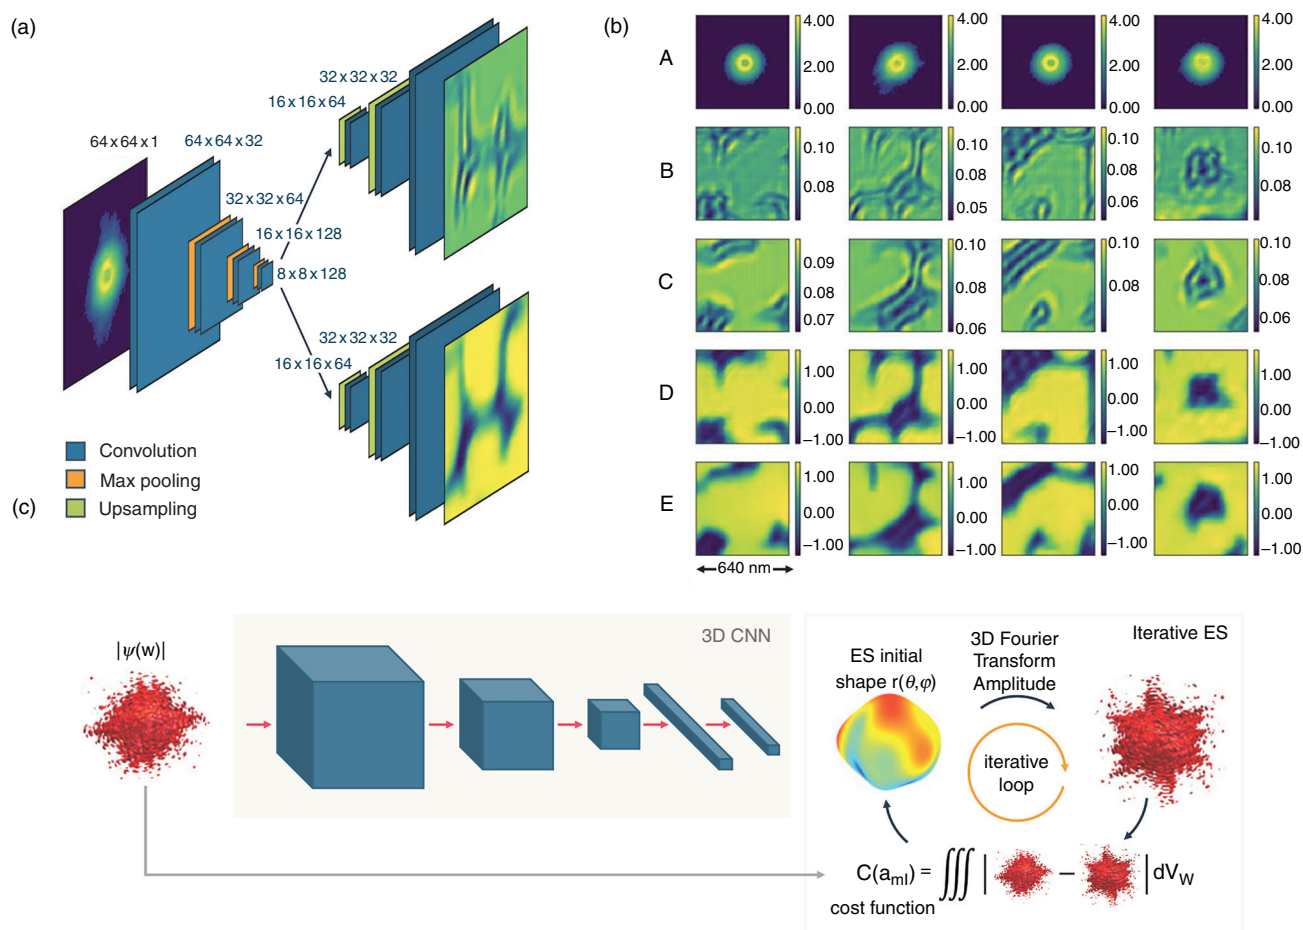 (a)
64 x 64 x 1
64 x 64 x 32
32 x 32 x 64
16 x 16 x 128
8 x 8 x 128
16 x 16 x 64
32 x 32 x 32
32 x 32 x 32
16 x 16 x 64
Convolution
Max pooling
Upsampling
(b)
A
4.00
2.00
0.00
4.00
2.00
0.00
4.00
2.00
0.00
4.00
2.00
0.00
B
0.10
0.08
0.10
0.08
0.05
0.10
0.08
0.10
0.08
0.06
C
0.09
0.08
0.07
0.10
0.08
0.06
0.10
0.08
0.10
0.08
0.06
D
1.00
0.00
−1.00
1.00
0.00
−1.00
1.00
0.00
−1.00
1.00
0.00
−1.00
E
1.00
0.00
−1.00
1.00
0.00
−1.00
1.00
0.00
−1.00
1.00
0.00
−1.00
640 nm
(c)
|ψ(w)|
3D CNN
ES initial
shape r(θ,φ)
3D Fourier
Transform
Amplitude
Iterative ES
iterative
loop
C(aml) = ∭ | − | dVW
cost function